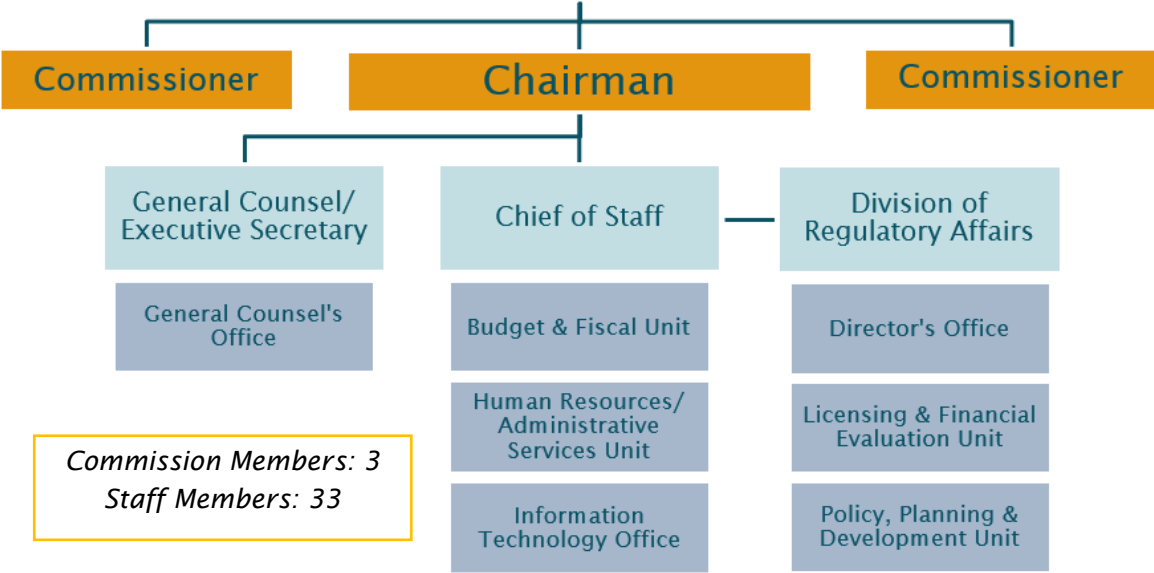 Commissioner
Chairman
Commissioner
General Counsel/
Executive Secretary
Chief of Staff
Division of
Regulatory Affairs
General Counsel's
Office
Budget & Fiscal Unit
Director's Office
Human Resources/
Administrative
Services Unit
Licensing & Financial
Evaluation Unit
Commission Members: 3
Staff Members: 33
Information
Technology Office
Policy, Planning &
Development Unit